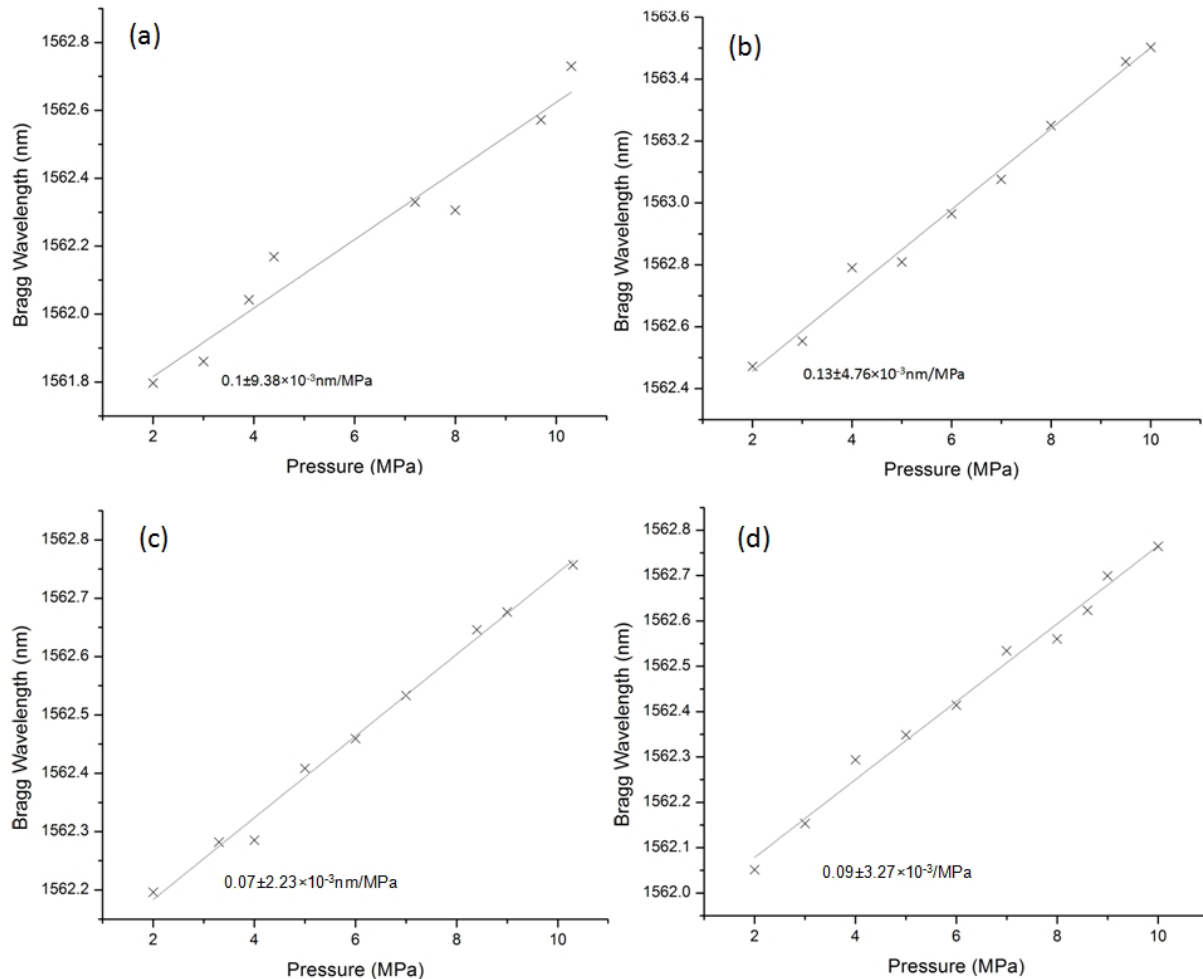 (a)
Bragg Wavelength (nm)
1562.8
1562.6
1562.4
1562.2
1562.0
1561.8
0.1±9.38×10⁻³nm/MPa
2 4 6 8 10
Pressure (MPa)
(b)
Bragg Wavelength (nm)
1563.6
1563.4
1563.2
1563.0
1562.8
1562.6
1562.4
0.13±4.76×10⁻³nm/MPa
2 4 6 8 10
Pressure (MPa)
(c)
Bragg Wavelength (nm)
1562.8
1562.7
1562.6
1562.5
1562.4
1562.3
1562.2
0.07±2.23×10⁻³nm/MPa
2 4 6 8 10
Pressure (MPa)
(d)
Bragg Wavelength (nm)
1562.8
1562.7
1562.6
1562.5
1562.4
1562.3
1562.2
1562.1
1562.0
0.09±3.27×10⁻³/MPa
2 4 6 8 10
Pressure (MPa)